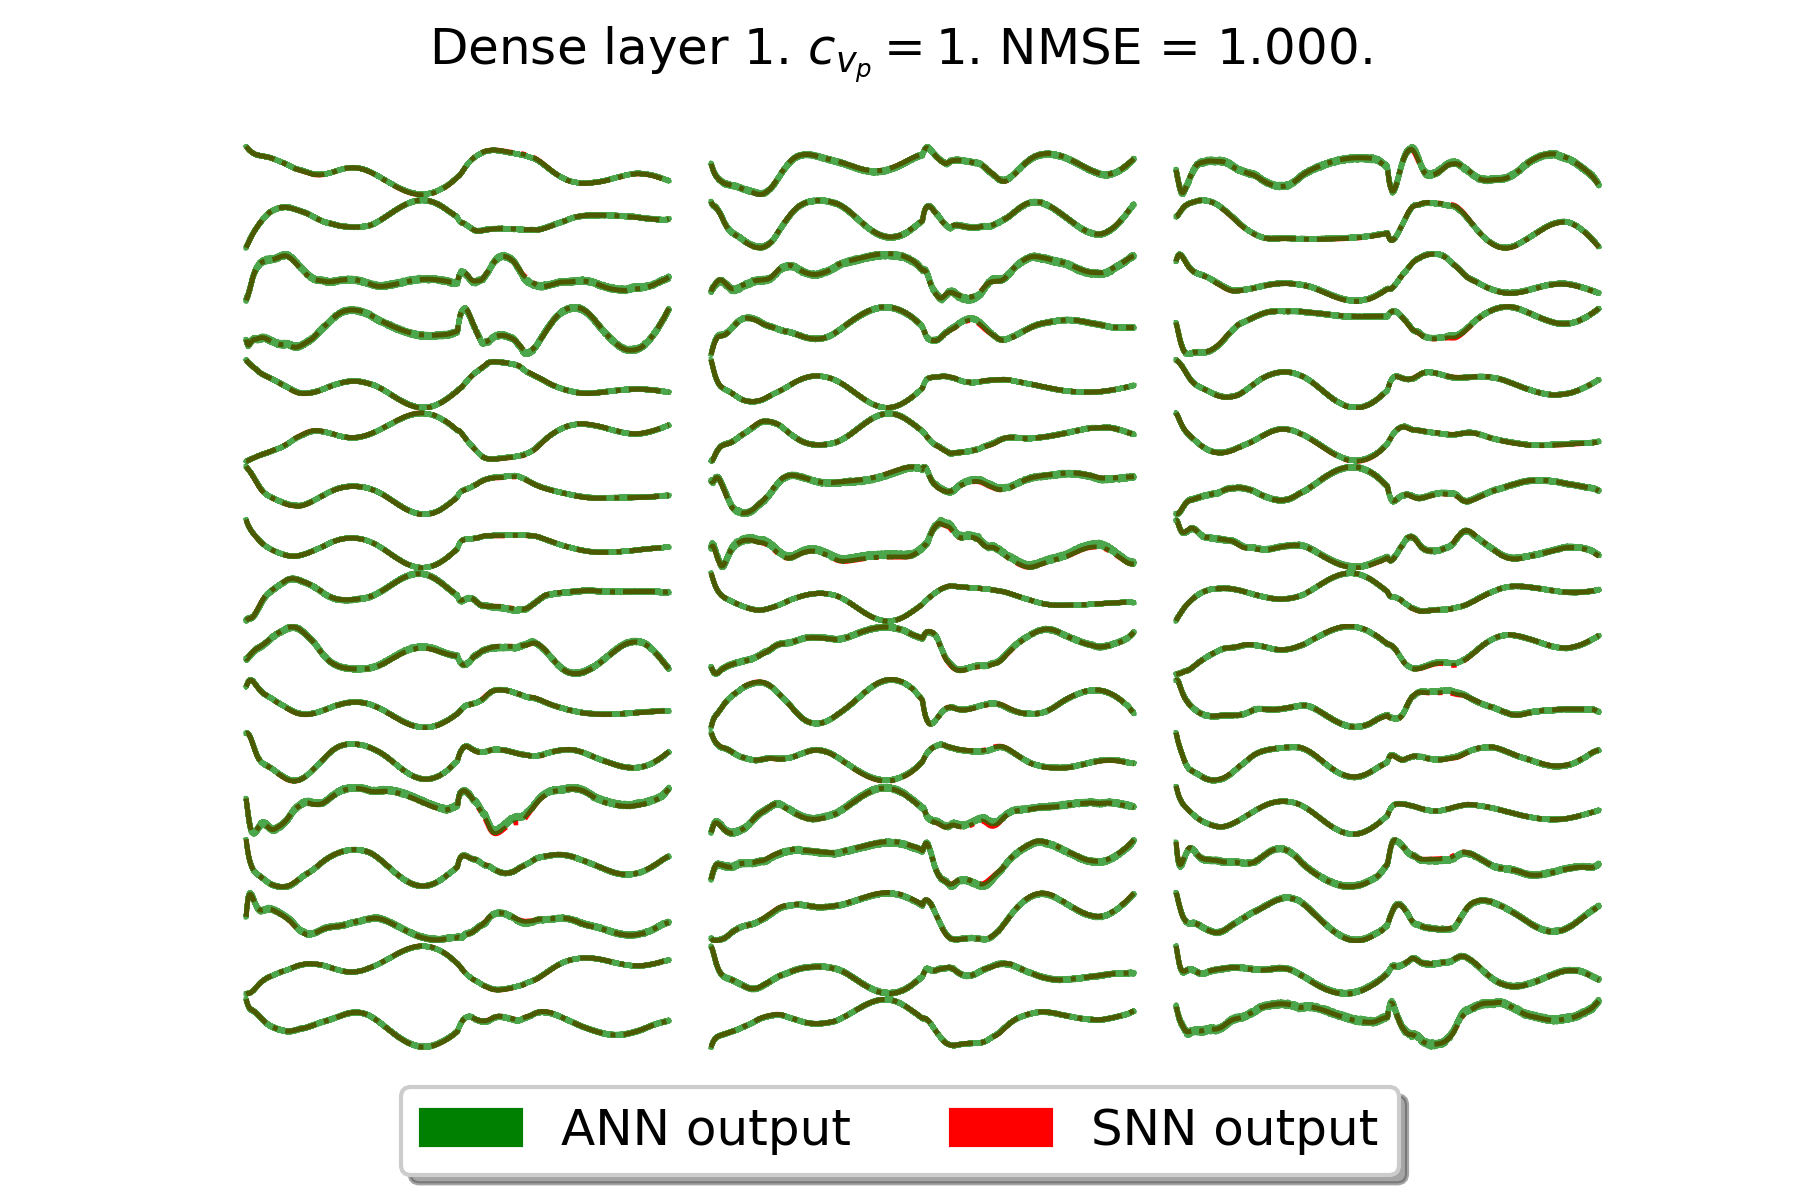 Dense layer 1. $c_{v_p} = 1$. NMSE = 1.000.
ANN output
SNN output